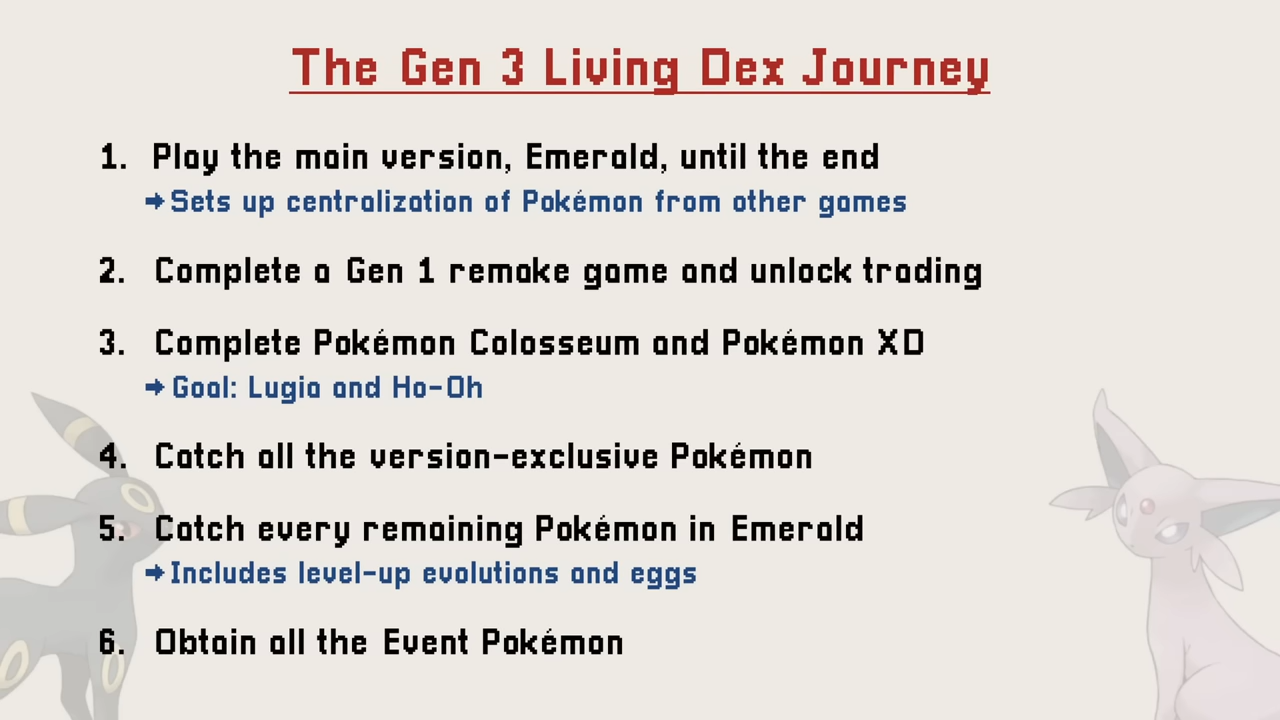 The Gen 3 Living Dex Journey
1. Play the main version, Emerald, until the end
➔ Sets up centralization of Pokémon from other games
2. Complete a Gen 1 remake game and unlock trading
3. Complete Pokémon Colosseum and Pokémon XD
➔ Goal: Lugia and Ho-Oh
4. Catch all the version-exclusive Pokémon
5. Catch every remaining Pokémon in Emerald
➔ Includes level-up evolutions and eggs
6. Obtain all the Event Pokémon